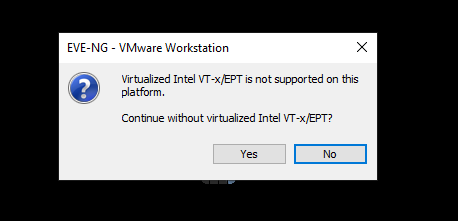 EVE-NG - VMware Workstation
Virtualized Intel VT-x/EPT is not supported on this
platform.
Continue without virtualized Intel VT-x/EPT?
Yes
No